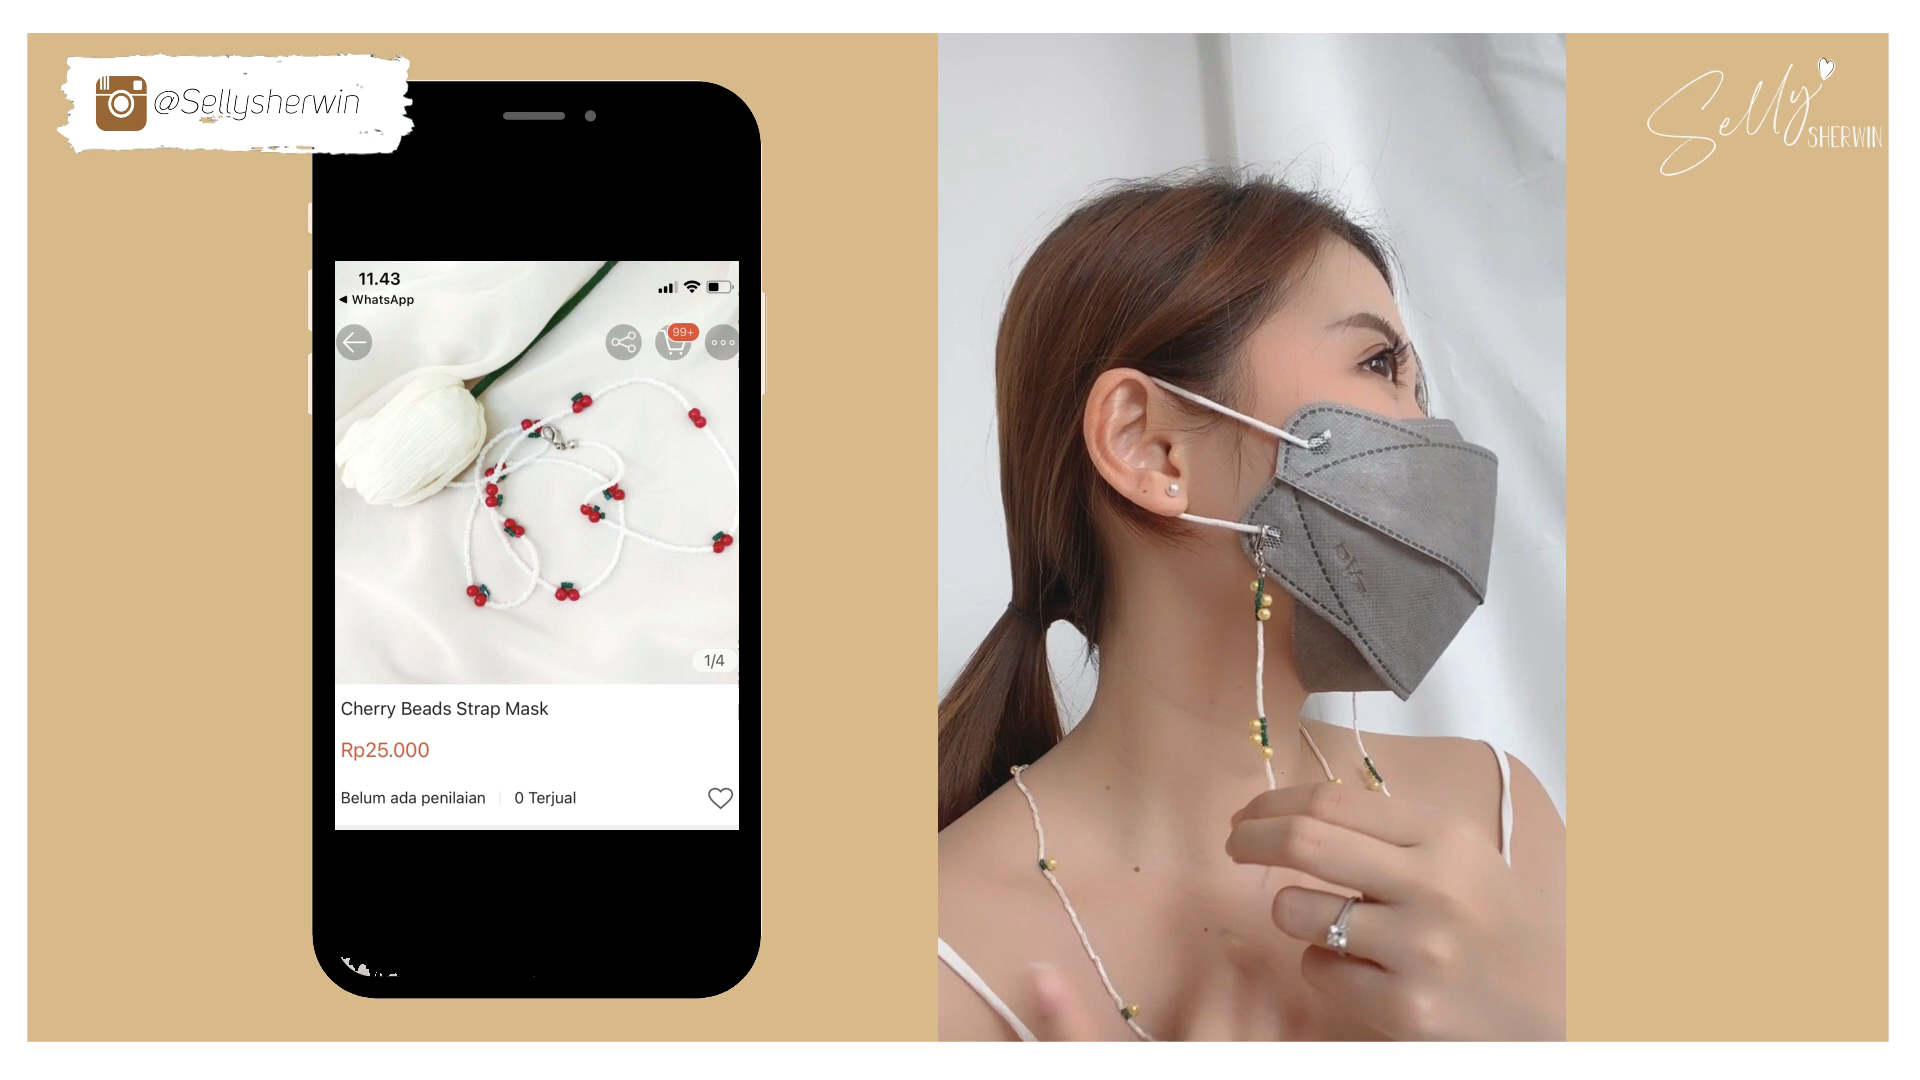 @Sellysherwin
11.43
WhatsApp
99+
1/4
Cherry Beads Strap Mask
Rp25.000
Belum ada penilaian
0 Terjual
Selly
SHERWIN